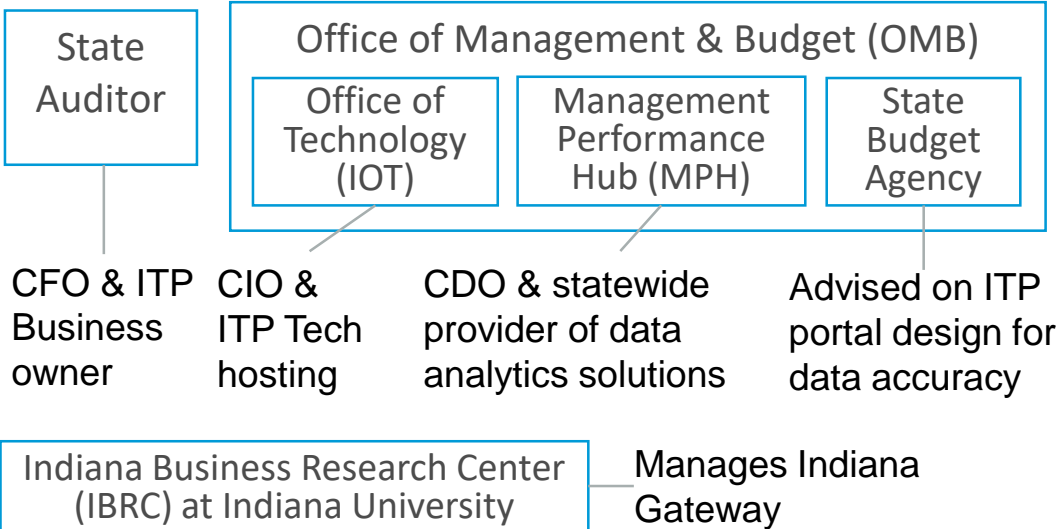 State
Auditor
Office of Management & Budget (OMB)
Office of
Technology
(IOT)
Management
Performance
Hub (MPH)
State
Budget
Agency
CFO & ITP
Business
owner
CIO &
ITP Tech
hosting
CDO & statewide
provider of data
analytics solutions
Advised on ITP
portal design for
data accuracy
Indiana Business Research Center
(IBRC) at Indiana University
Manages Indiana
Gateway